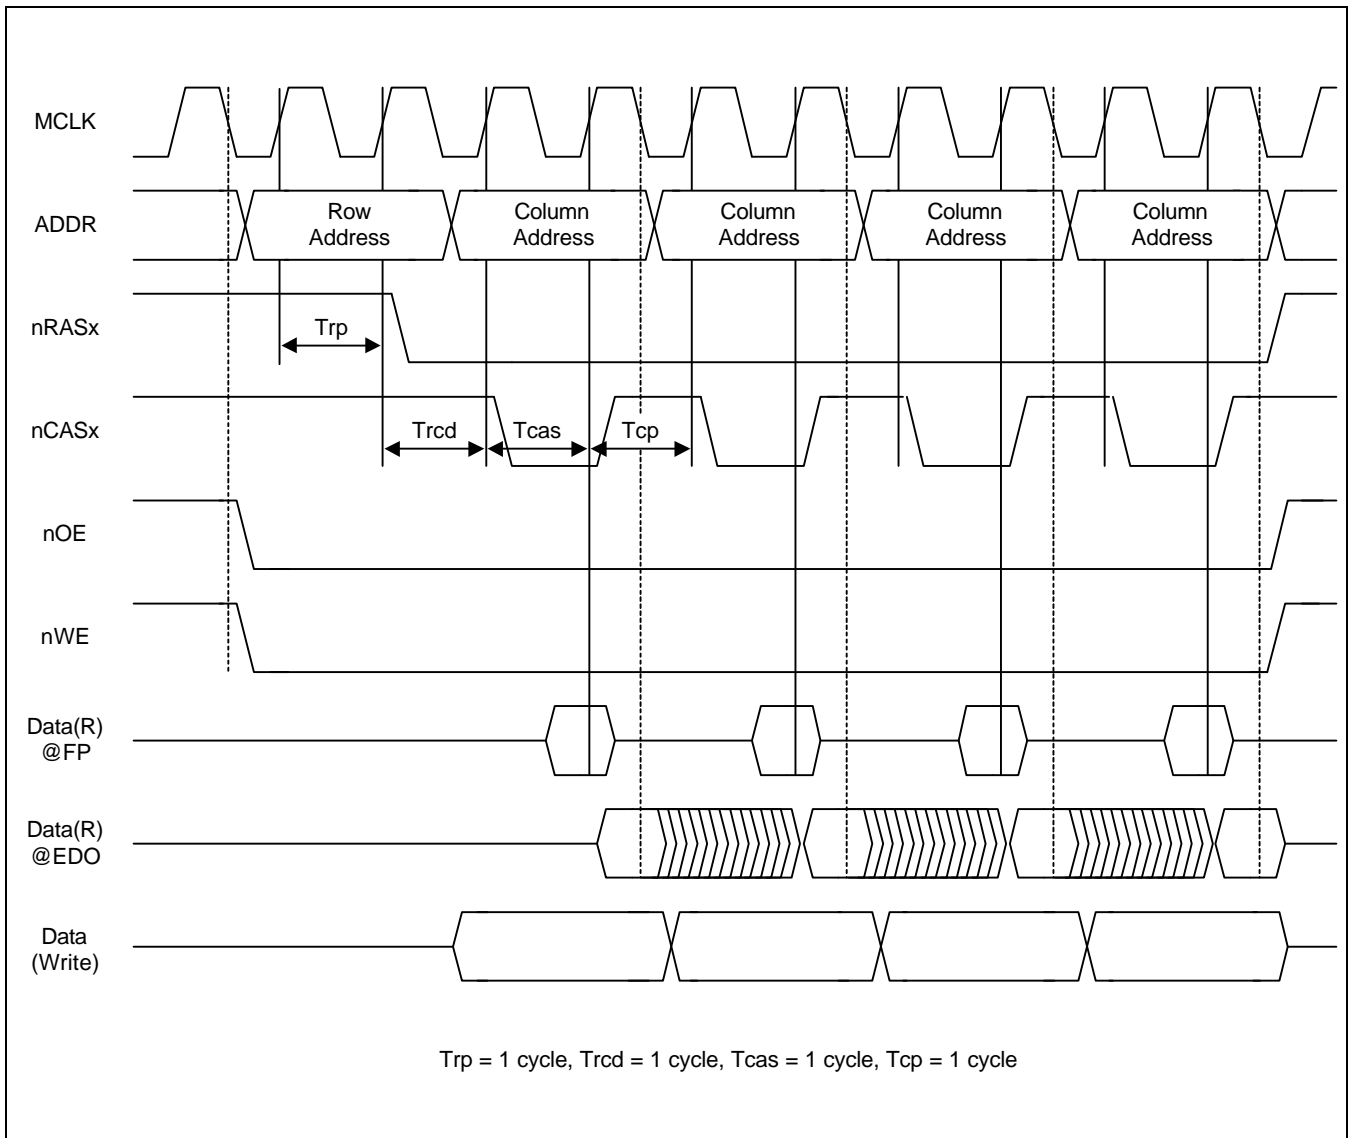 MCLK
ADDR
Row
Address
Column
Address
Column
Address
Column
Address
Column
Address
nRASx
Trp
nCASx
Trcd
Tcas
Tcp
nOE
nWE
Data(R)
@FP
Data(R)
@EDO
Data
(Write)
Trp = 1 cycle, Trcd = 1 cycle, Tcas = 1 cycle, Tcp = 1 cycle